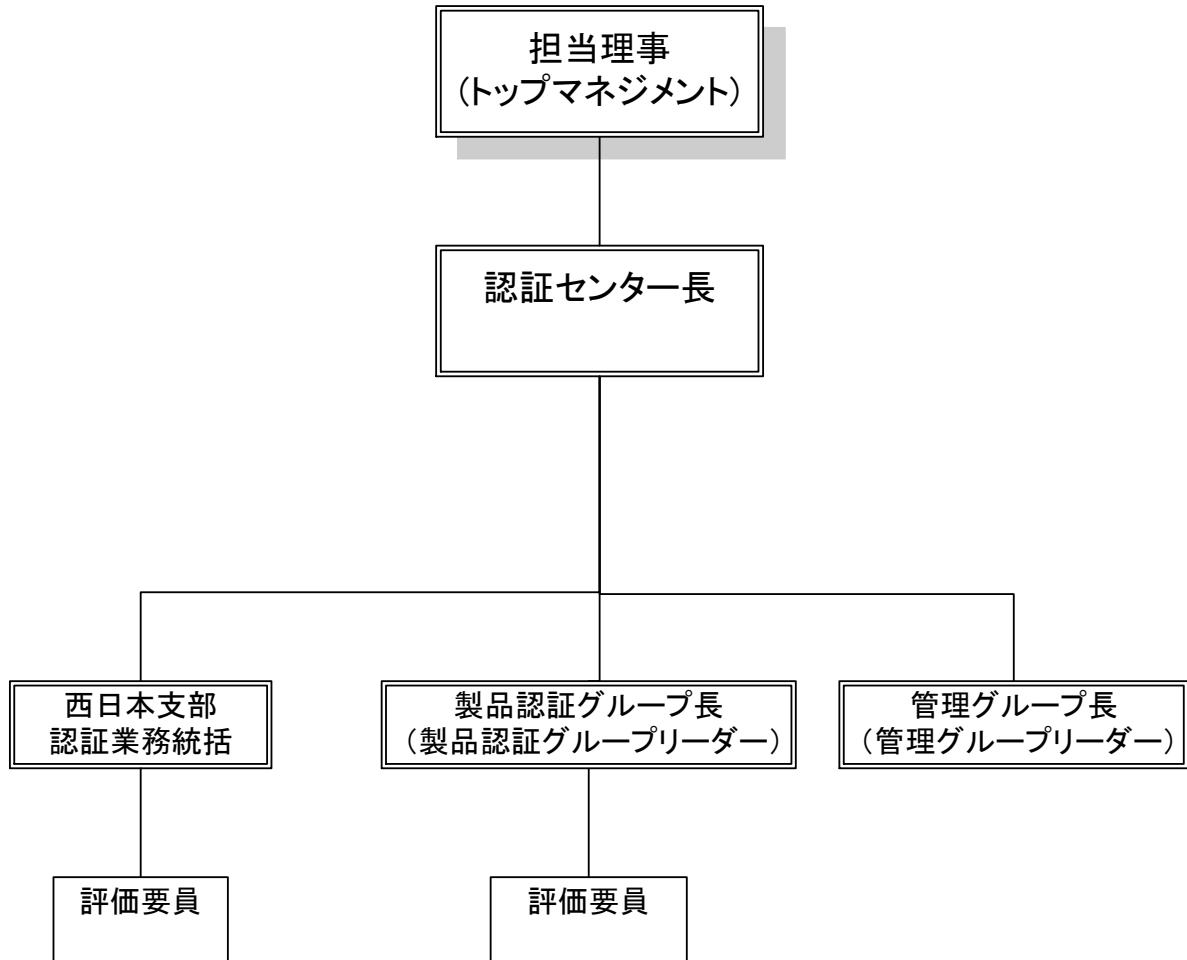 担当理事
（トップマネジメント）
認証センター長
西日本支部
認証業務統括
製品認証グループ長
（製品認証グループリーダー）
管理グループ長
（管理グループリーダー）
評価要員
評価要員